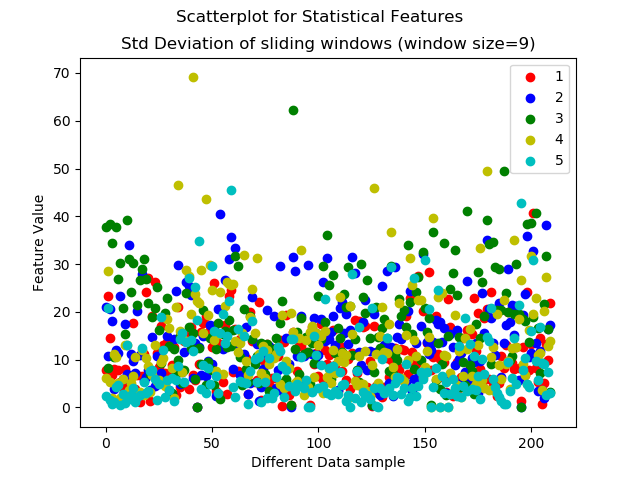 Scatterplot for Statistical Features
Std Deviation of sliding windows (window size=9)
1
2
3
4
5
70
60
50
40
30
20
10
0
Feature Value
0 50 100 150 200
Different Data sample